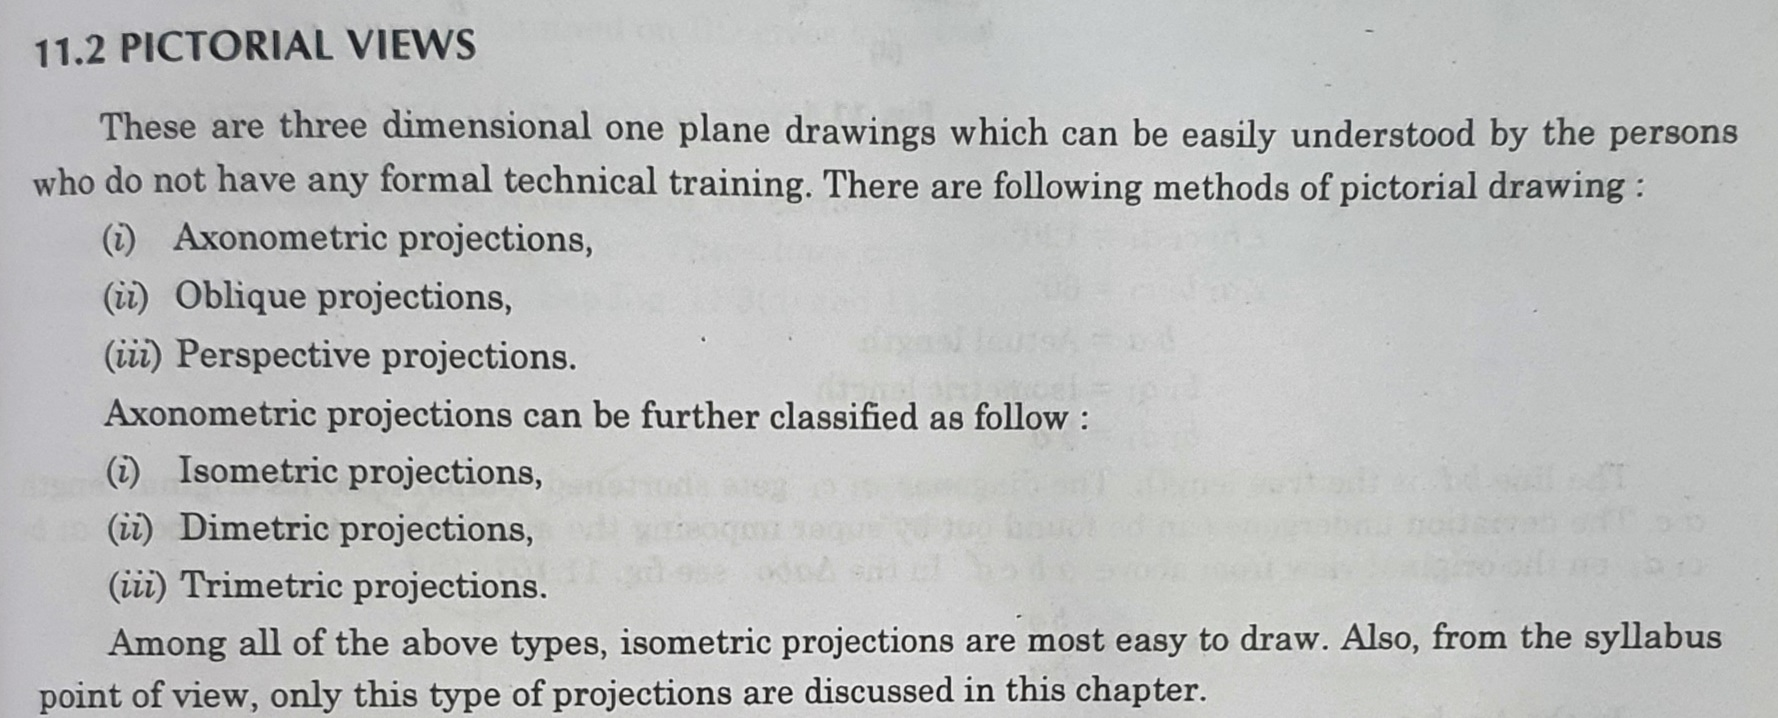 11.2 PICTORIAL VIEWS
These are three dimensional one plane drawings which can be easily understood by the persons
who do not have any formal technical training. There are following methods of pictorial drawing :
(i) Axonometric projections,
(ii) Oblique projections,
(iii) Perspective projections.
Axonometric projections can be further classified as follow :
(i) Isometric projections,
(ii) Dimetric projections,
(iii) Trimetric projections.
Among all of the above types, isometric projections are most easy to draw. Also, from the syllabus
point of view, only this type of projections are discussed in this chapter.